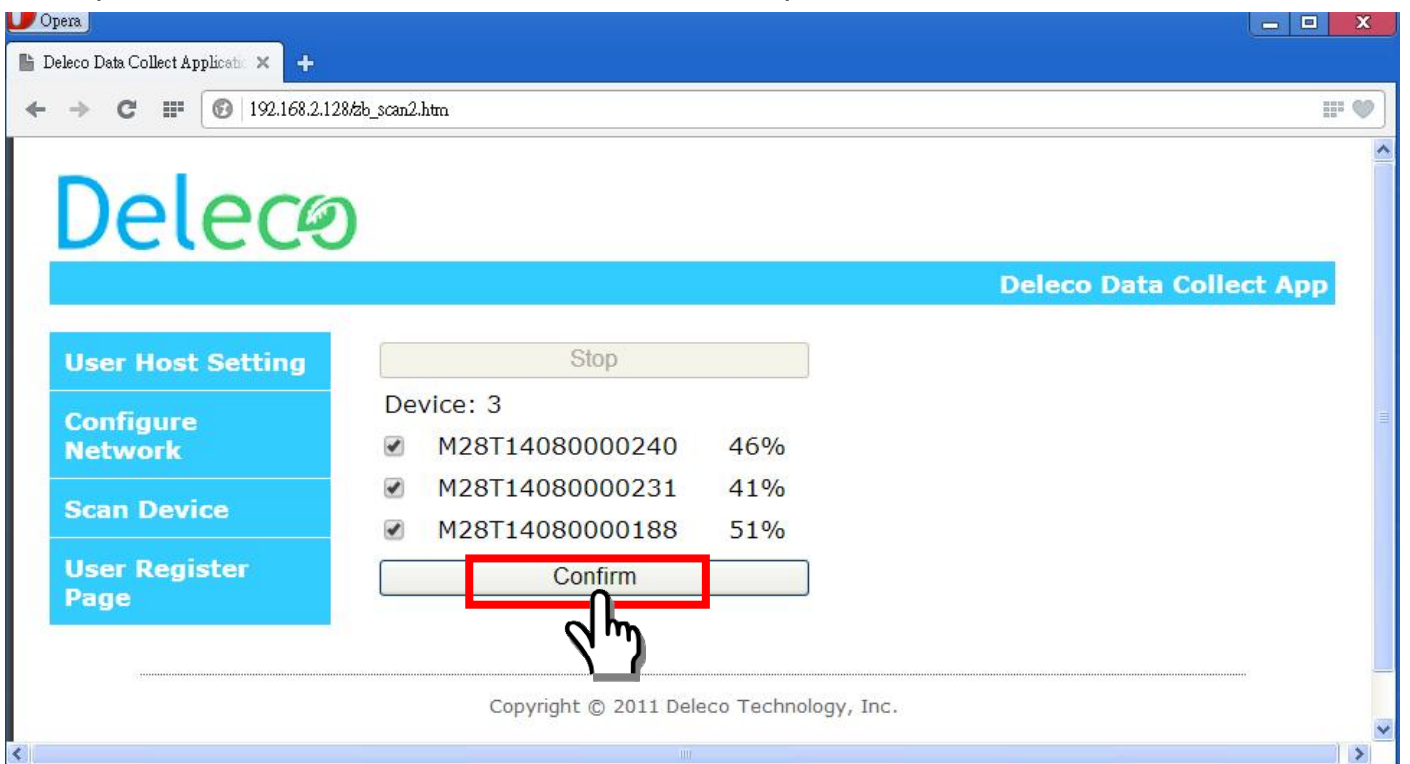 Opera
Deleco Data Collect Applicati
192.168.2.128/zb_scan2.htm
Deleco
Deleco Data Collect App
User Host Setting
Configure
Network
Scan Device
User Register
Page
Stop
Device: 3
M28T14080000240 46%
M28T14080000231 41%
M28T14080000188 51%
Confirm
Copyright © 2011 Deleco Technology, Inc.